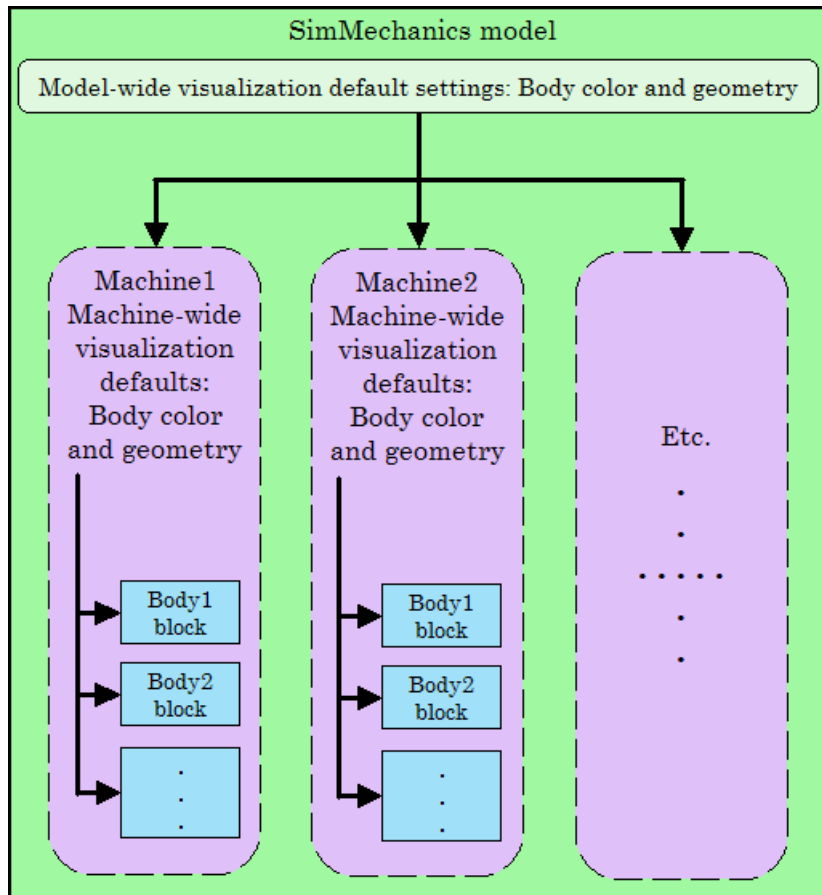 SimMechanics model
Model-wide visualization default settings: Body color and geometry
Machine1
Machine-wide
visualization
defaults:
Body color
and geometry
Body1
block
Body2
block
.
.
.
Machine2
Machine-wide
visualization
defaults:
Body color
and geometry
Body1
block
Body2
block
.
.
.
Etc.
.
.
. . . . .
.
.